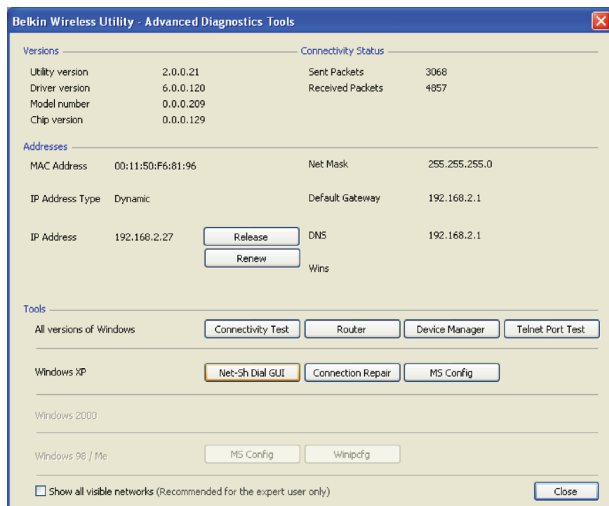 Belkin Wireless Utility - Advanced Diagnostics Tools
Versions
Utility version 2.0.0.21
Driver version 6.0.0.120
Model number 0.0.0.209
Chip version 0.0.0.129
Connectivity Status
Sent Packets 3068
Received Packets 4857
Addresses
MAC Address 00:11:50:F6:81:96
Net Mask 255.255.255.0
IP Address Type Dynamic
Default Gateway 192.168.2.1
IP Address 192.168.2.27
Release
Renew
DNS 192.168.2.1
Wins
Tools
All versions of Windows Connectivity Test Router Device Manager Telnet Port Test
Windows XP Net-Sh Dial GUI Connection Repair MS Config
Windows 2000
Windows 98 / Me MS Config Winipcfg
Show all visible networks (Recommended for the expert user only) Close